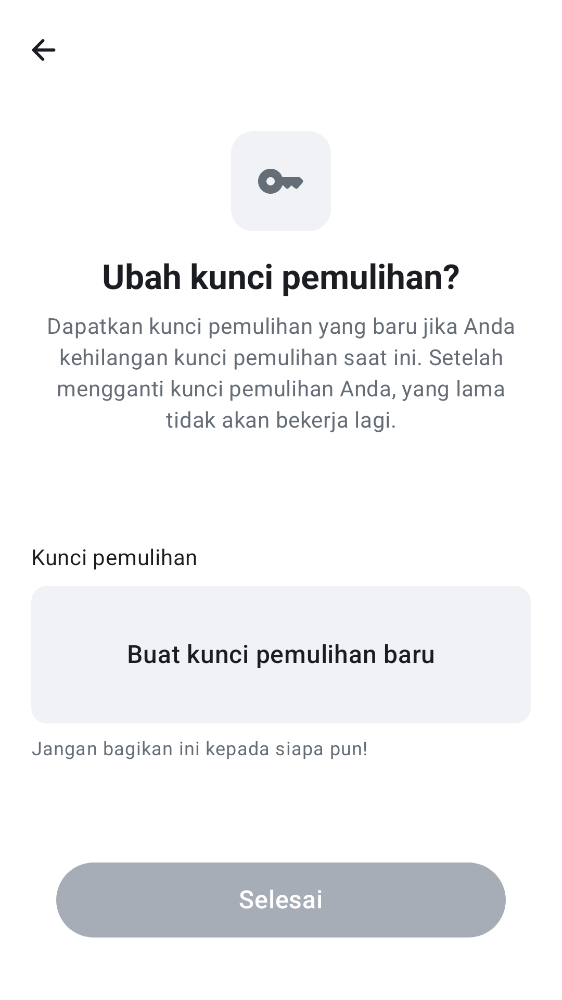 Ubah kunci pemulihan?
Dapatkan kunci pemulihan yang baru jika Anda
kehilangan kunci pemulihan saat ini. Setelah
mengganti kunci pemulihan Anda, yang lama
tidak akan bekerja lagi.
Kunci pemulihan
Buat kunci pemulihan baru
Jangan bagikan ini kepada siapa pun!
Selesai